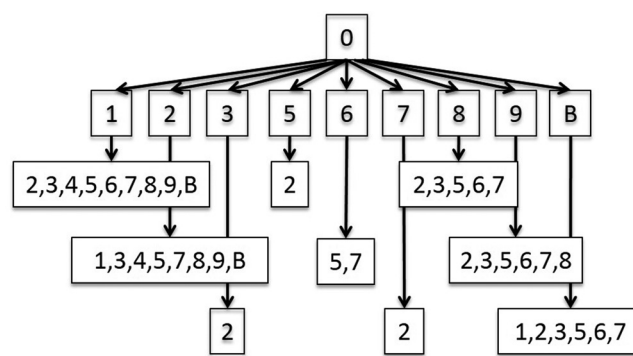 0
1 2 3 5 6 7 8 9 B
2,3,4,5,6,7,8,9,B 2 2,3,5,6,7
1,3,4,5,7,8,9,B 5,7 2,3,5,6,7,8
2 2 1,2,3,5,6,7